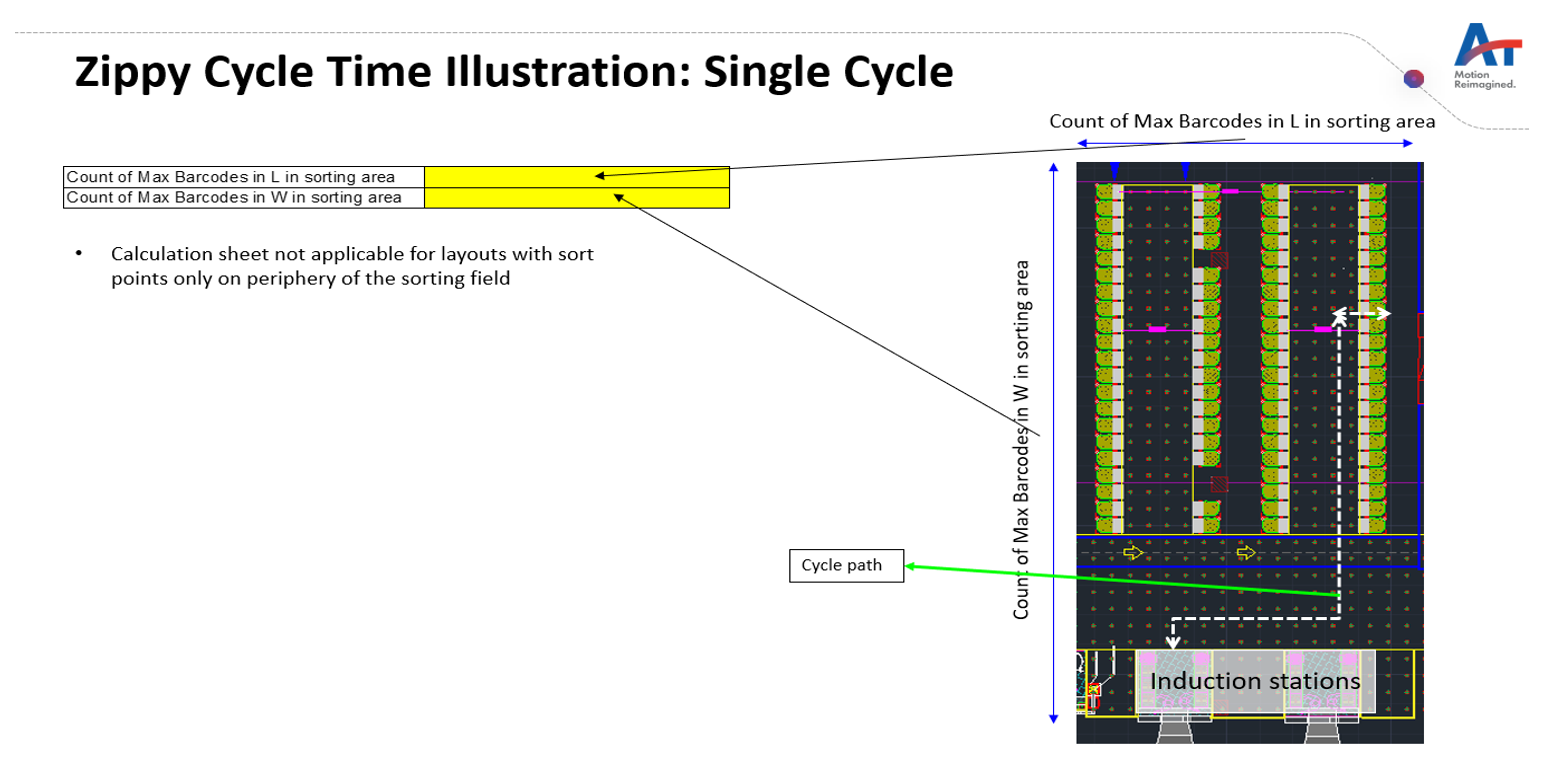 Zippy Cycle Time Illustration: Single Cycle
AT
Motion
Reimagined.
Count of Max Barcodes in L in sorting area
Count of Max Barcodes in L in sorting area
Count of Max Barcodes in W in sorting area
• Calculation sheet not applicable for layouts with sort
points only on periphery of the sorting field
Count of Max Barcodes in W in sorting area
Cycle path
Induction stations